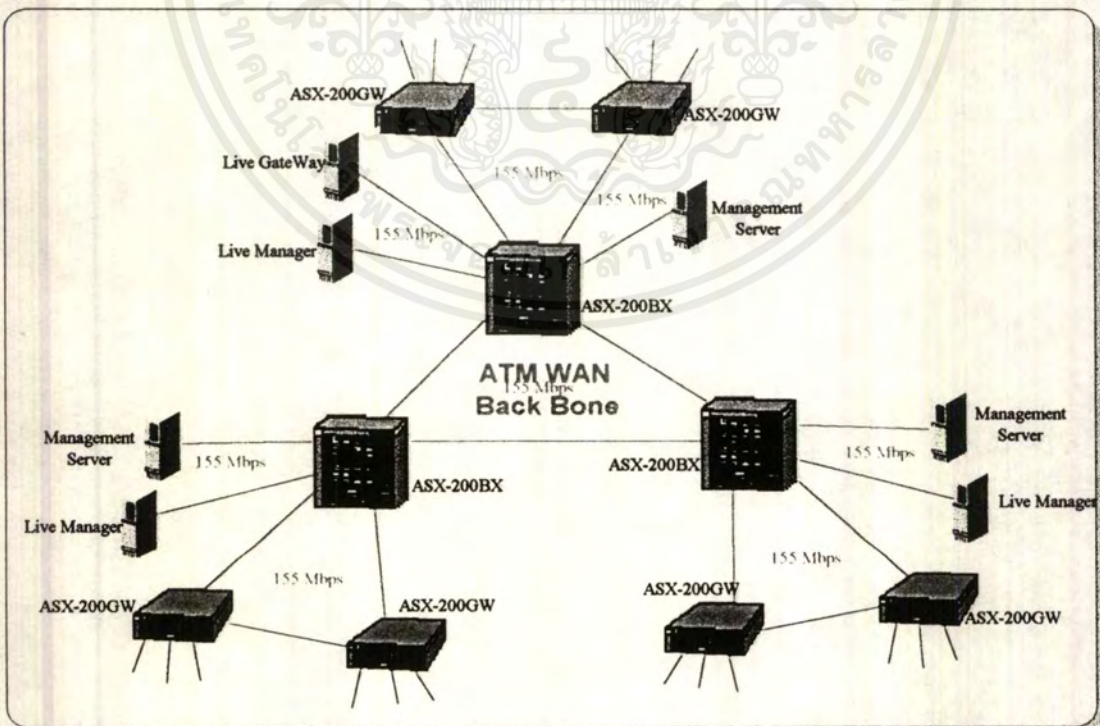 ASX-200GW
ASX-200GW
Live GateWay
155 Mbps
155 Mbps
Management
Server
Live Manager
155 Mbps
ASX-200BX
ATM WAN
155 Mbps
Back Bone
Management
Server
155 Mbps
ASX-200BX
Live Manager
ASX-200BX
155 Mbps
Management
Server
Live Manager
155 Mbps
ASX-200GW
ASX-200GW
155 Mbps
ASX-200GW
ASX-200GW